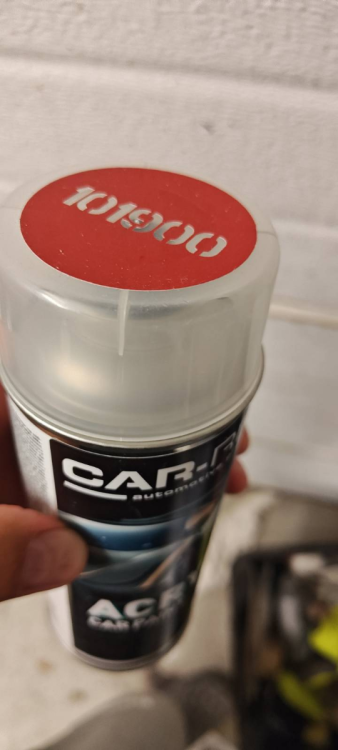 101900
CAR-
automotive
ACR
CAR PA